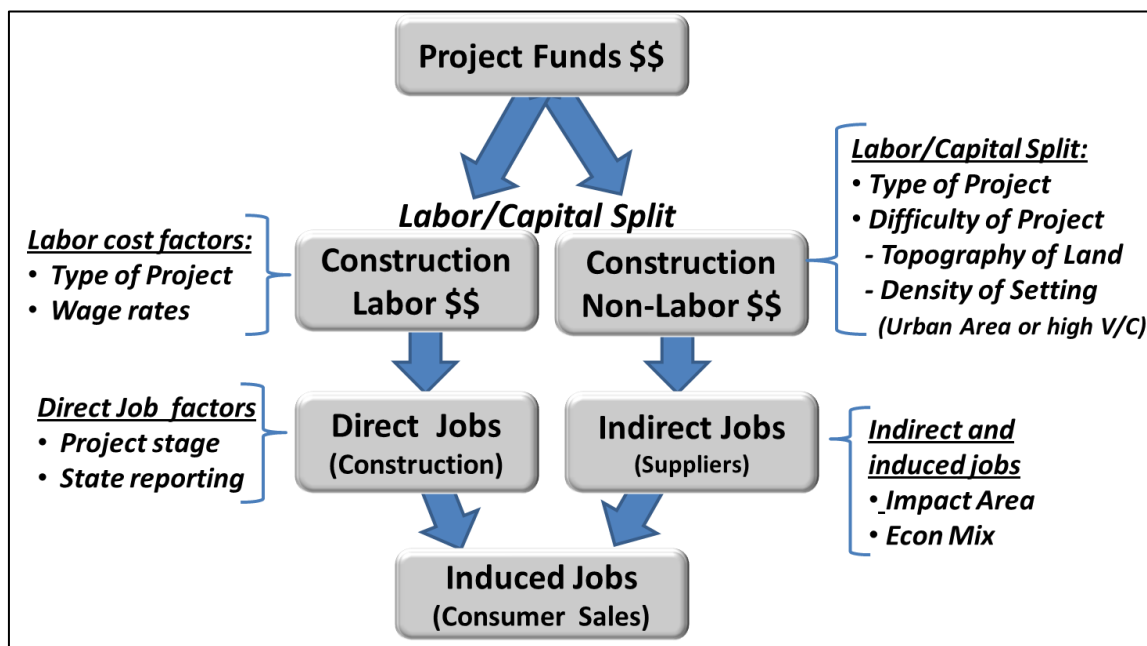 Project Funds $$
Labor/Capital Split
Labor cost factors:
• Type of Project
• Wage rates
Construction
Labor $$
Construction
Non-Labor $$
Labor/Capital Split:
• Type of Project
• Difficulty of Project
- Topography of Land
- Density of Setting
(Urban Area or high V/C)
Direct Job factors
• Project stage
• State reporting
Direct Jobs
(Construction)
Indirect Jobs
(Suppliers)
Indirect and
induced jobs
• Impact Area
• Econ Mix
Induced Jobs
(Consumer Sales)